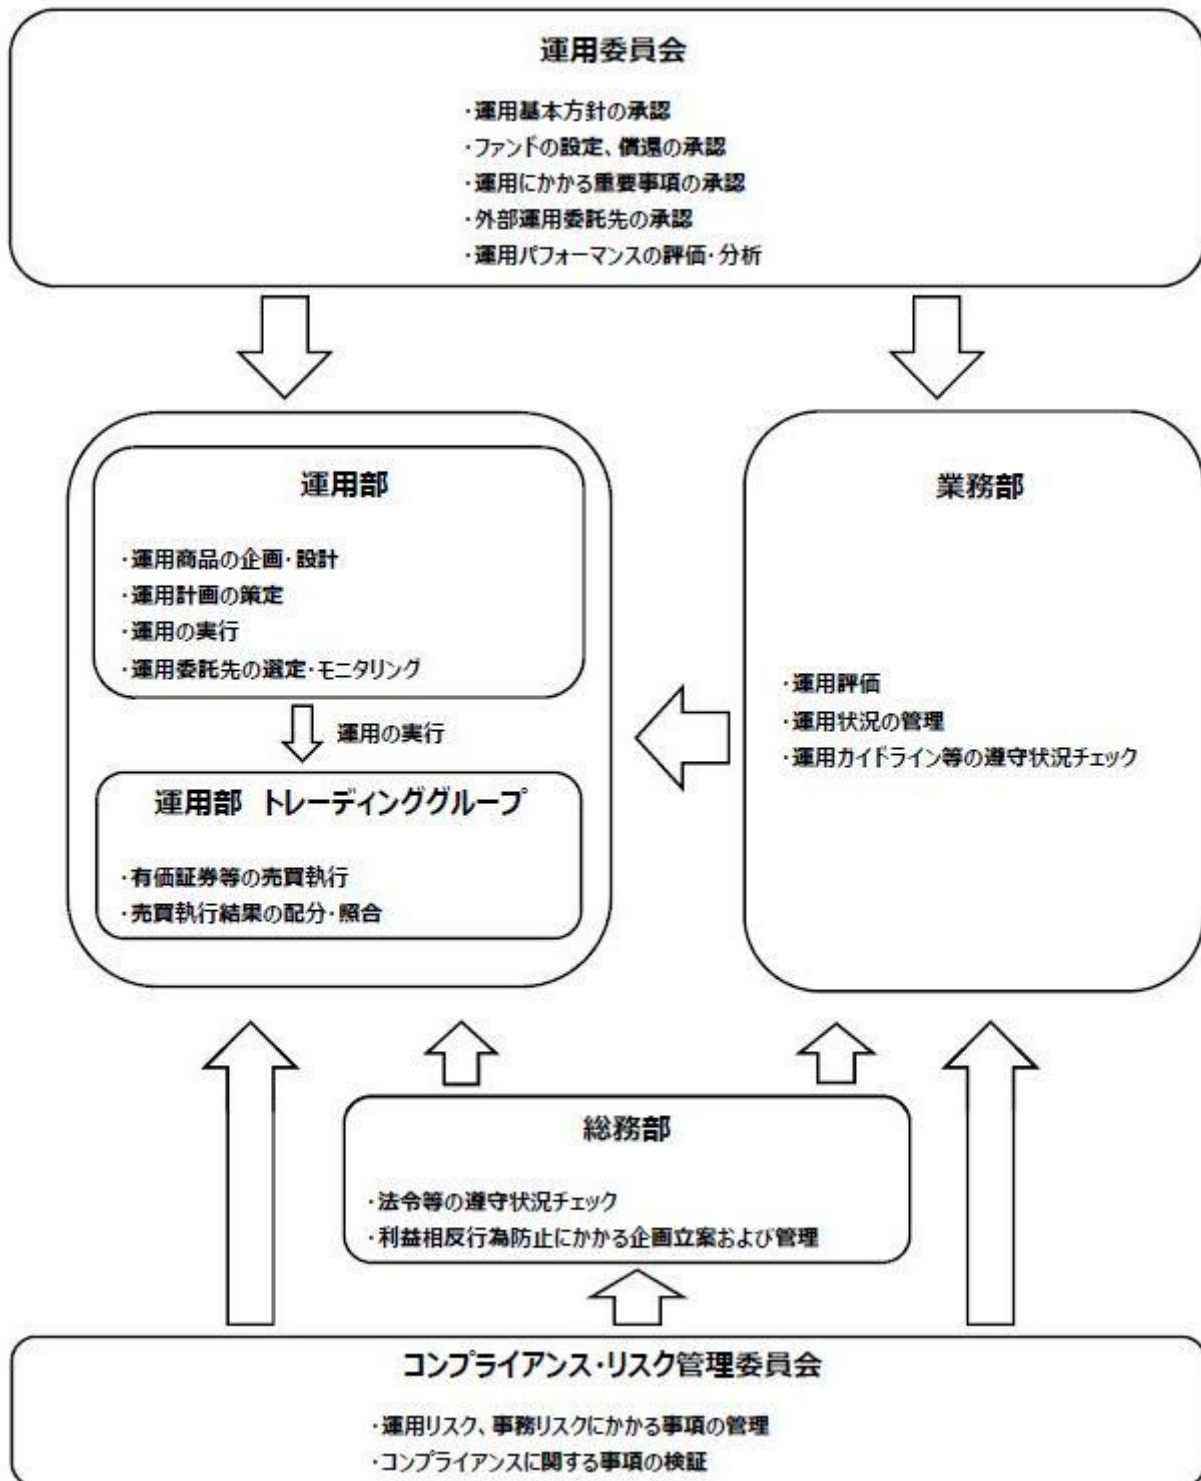 運用委員会
・運用基本方針の承認
・ファンドの設定、償還の承認
・運用にかかる重要事項の承認
・外部運用委託先の承認
・運用パフォーマンスの評価・分析
運用部
・運用商品の企画・設計
・運用計画の策定
・運用の実行
・運用委託先の選定・モニタリング
運用の実行
運用部 トレーディンググループ
・有価証券等の売買執行
・売買執行結果の配分・照合
業務部
・運用評価
・運用状況の管理
・運用ガイドライン等の遵守状況チェック
総務部
・法令等の遵守状況チェック
・利益相反行為防止にかかる企画立案および管理
コンプライアンス・リスク管理委員会
・運用リスク、事務リスクにかかる事項の管理
・コンプライアンスに関する事項の検証